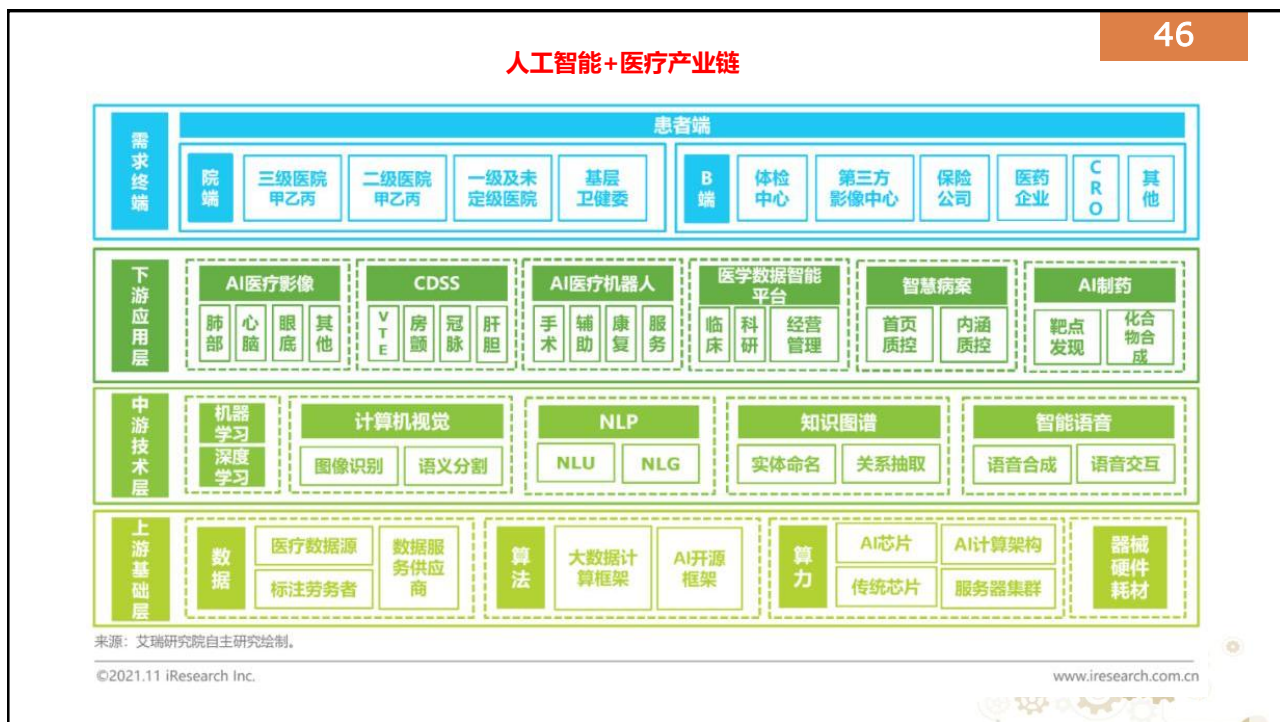 46
人工智能+医疗产业链
需求终端
患者端
院端
三级医院
甲乙丙
二级医院
甲乙丙
一级及未
定级医院
基层
卫健委
B端
体检
中心
第三方
影像中心
保险
公司
医药
企业
CRO
其他
下游应用层
AI医疗影像
肺部
心脑
眼底
其他
CDSS
VTE
房颤
冠脉
肝胆
AI医疗机器人
手术
辅助
康复
服务
医学数据智能
平台
临床
科研
经营
管理
智慧病案
首页
质控
内涵
质控
AI制药
靶点
发现
化合
物合
成
中游技术层
机器
学习
深度
学习
计算机视觉
图像识别
语义分割
NLP
NLU
NLG
知识图谱
实体命名
关系抽取
智能语音
语音合成
语音交互
上游基础层
数据
医疗数据源
标注劳务者
数据服
务供应
商
算法
大数据计
算框架
AI开源
框架
算力
AI芯片
AI计算架构
传统芯片
服务器集群
器械
硬件
耗材
来源：艾瑞研究院自主研究绘制。
©2021.11 iResearch Inc.
www.iresearch.com.cn